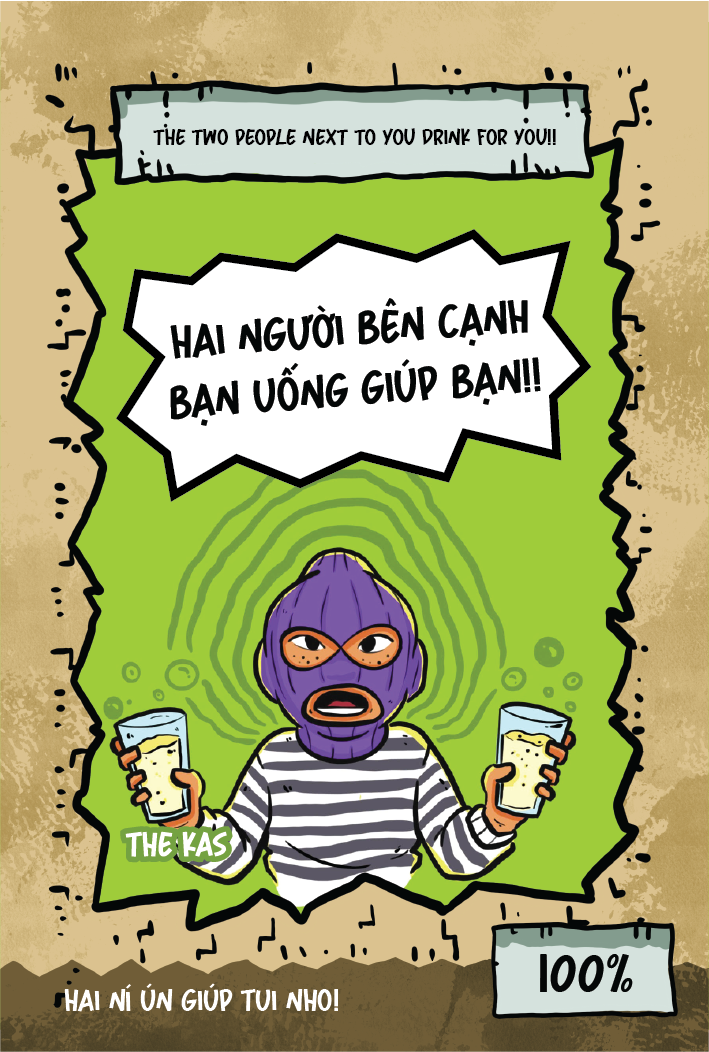 THE TWO PEOPLE NEXT TO YOU DRINK FOR YOU!!
HAI NGƯỜI BÊN CẠNH
BẠN UỐNG GIÚP BẠN!!
THE KAS
100%
HAI NÍ ÚN GIÚP TUI NHO!